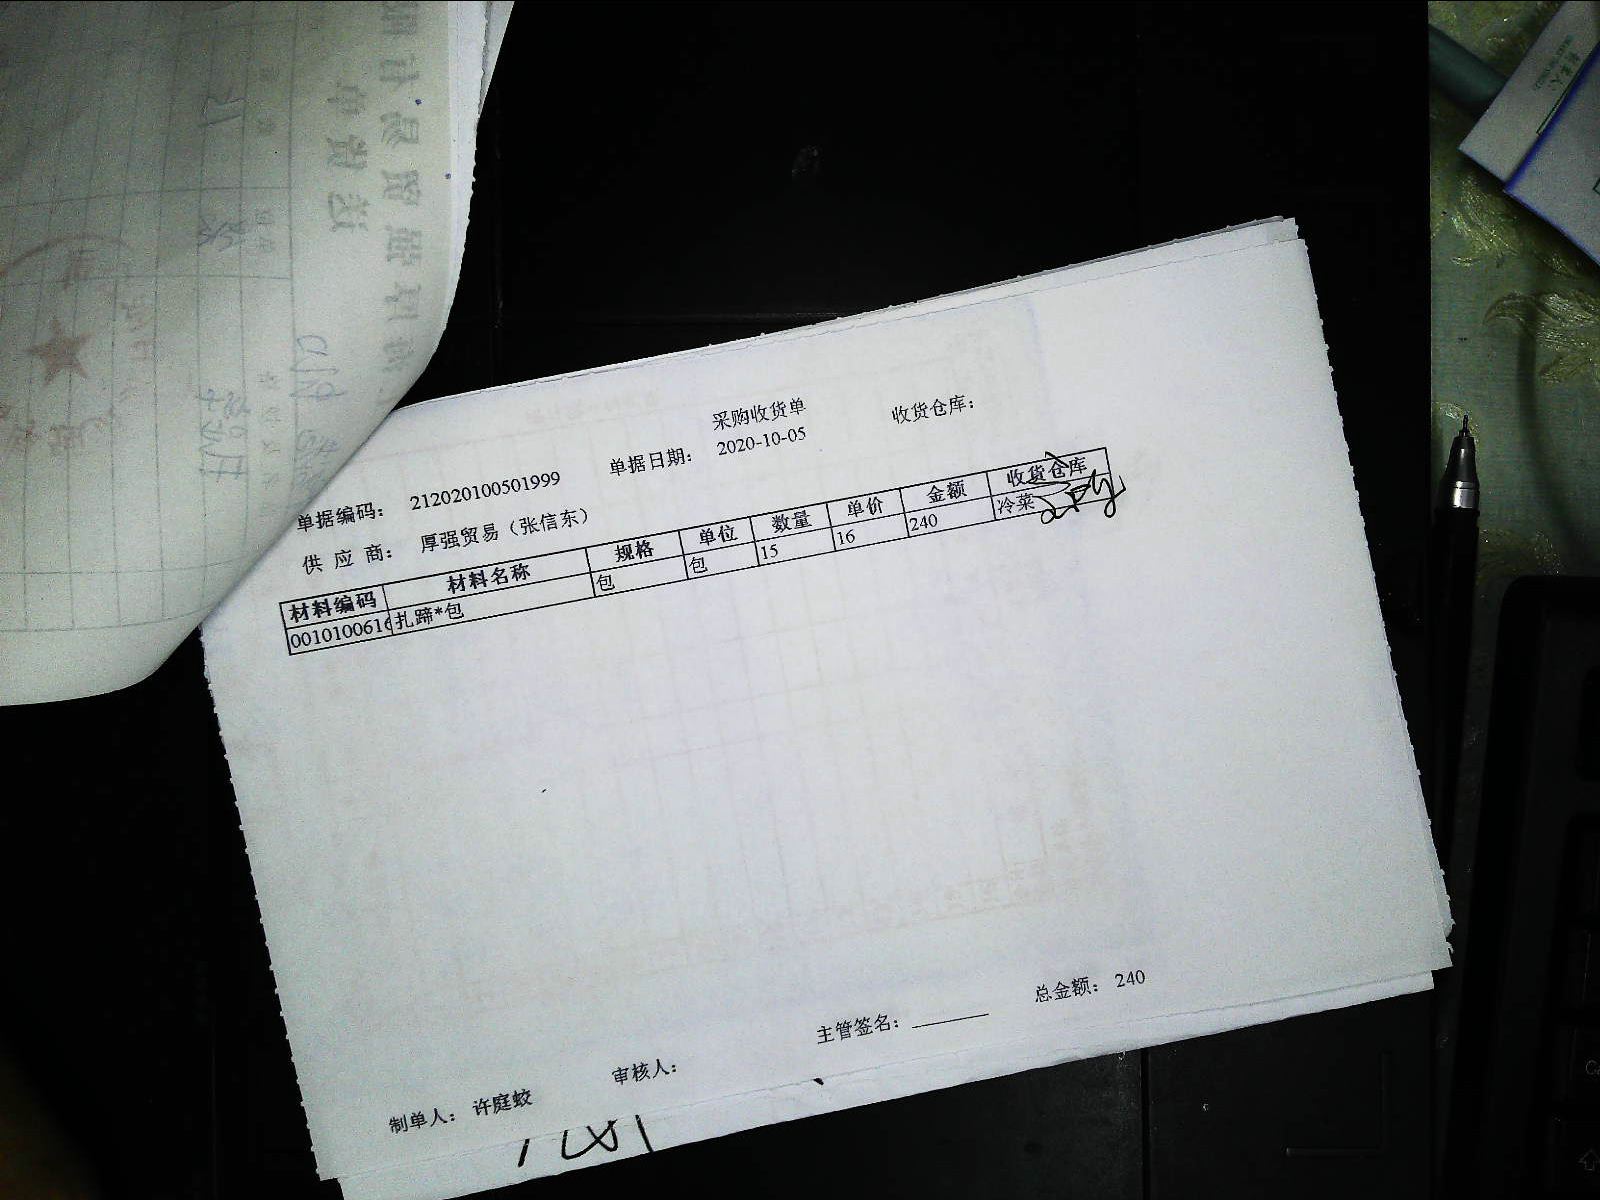 采购收货单
收货仓库：
单据编码： 212020100501999 单据日期： 2020-10-05
供 应 商： 厚强贸易（张信东）
材料编码 材料名称 规格 单位 数量 单价 金额 收货仓库
0010100616 扎蹄*包 包 包 15 16 240 冷菜
总金额： 240
主管签名：
审核人：
制单人： 许庭蛟